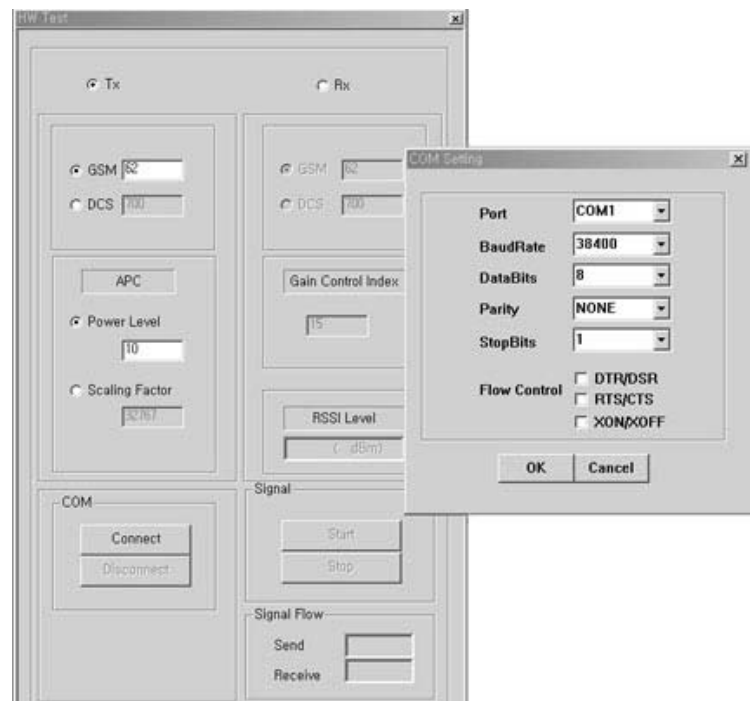 HW Test
Tx
Rx
GSM 62
DCS 700
GSM 62
DCS 700
APC
Power Level
10
Scaling Factor
32767
Gain Control Index
15
RSSI Level
( dBm)
COM
Connect
Disconnect
Signal
Start
Stop
Signal Flow
Send
Receive
COM Setting
Port COM1
BaudRate 38400
DataBits 8
Parity NONE
StopBits 1
Flow Control
DTR/DSR
RTS/CTS
XON/XOFF
OK
Cancel